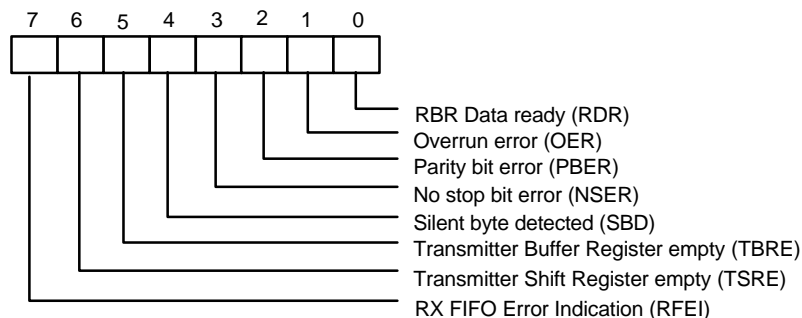 7 6 5 4 3 2 1 0
RBR Data ready (RDR)
Overrun error (OER)
Parity bit error (PBER)
No stop bit error (NSER)
Silent byte detected (SBD)
Transmitter Buffer Register empty (TBRE)
Transmitter Shift Register empty (TSRE)
RX FIFO Error Indication (RFEI)